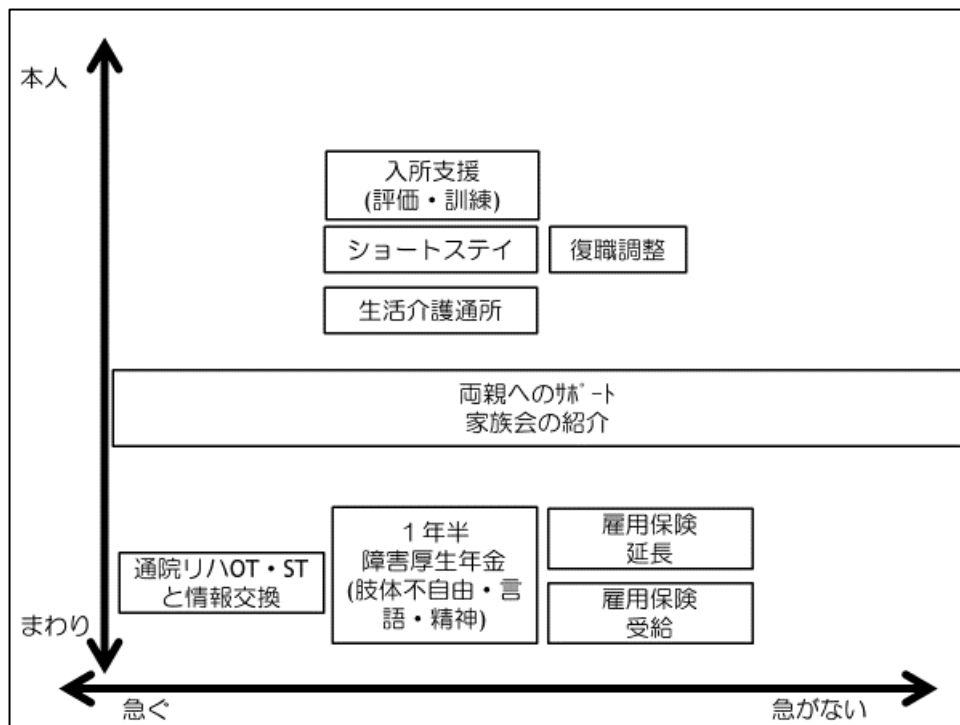 本人
入所支援
(評価・訓練)
ショートステイ
復職調整
生活介護通所
両親へのｻﾎﾟｰﾄ
家族会の紹介
通院リハOT・ST
と情報交換
１年半
障害厚生年金
(肢体不自由・言
語・精神)
雇用保険
延長
雇用保険
受給
まわり
急ぐ
急がない